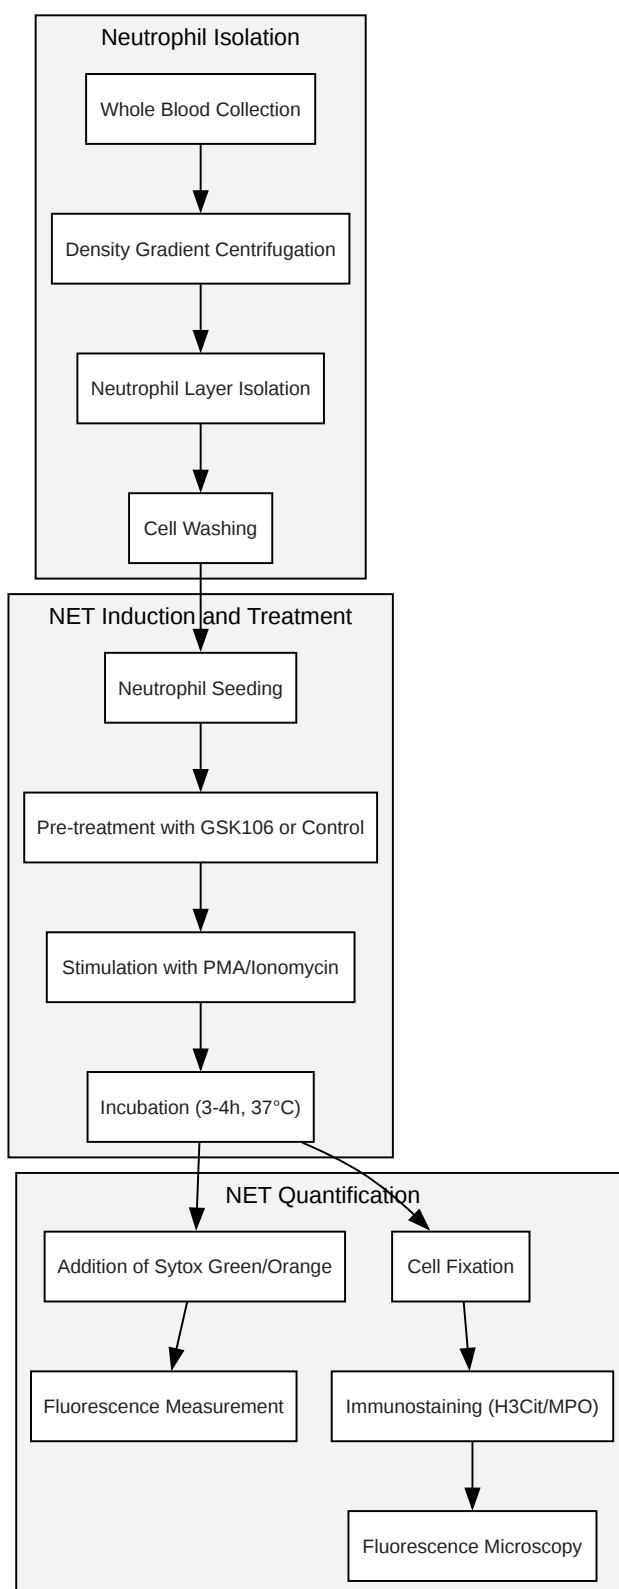 Neutrophil Isolation
Whole Blood Collection
Density Gradient Centrifugation
Neutrophil Layer Isolation
Cell Washing
NET Induction and Treatment
Neutrophil Seeding
Pre-treatment with GSK106 or Control
Stimulation with PMA/Ionomycin
Incubation (3-4h, 37°C)
NET Quantification
Addition of Sytox Green/Orange
Cell Fixation
Fluorescence Measurement
Immunostaining (H3Cit/MPO)
Fluorescence Microscopy